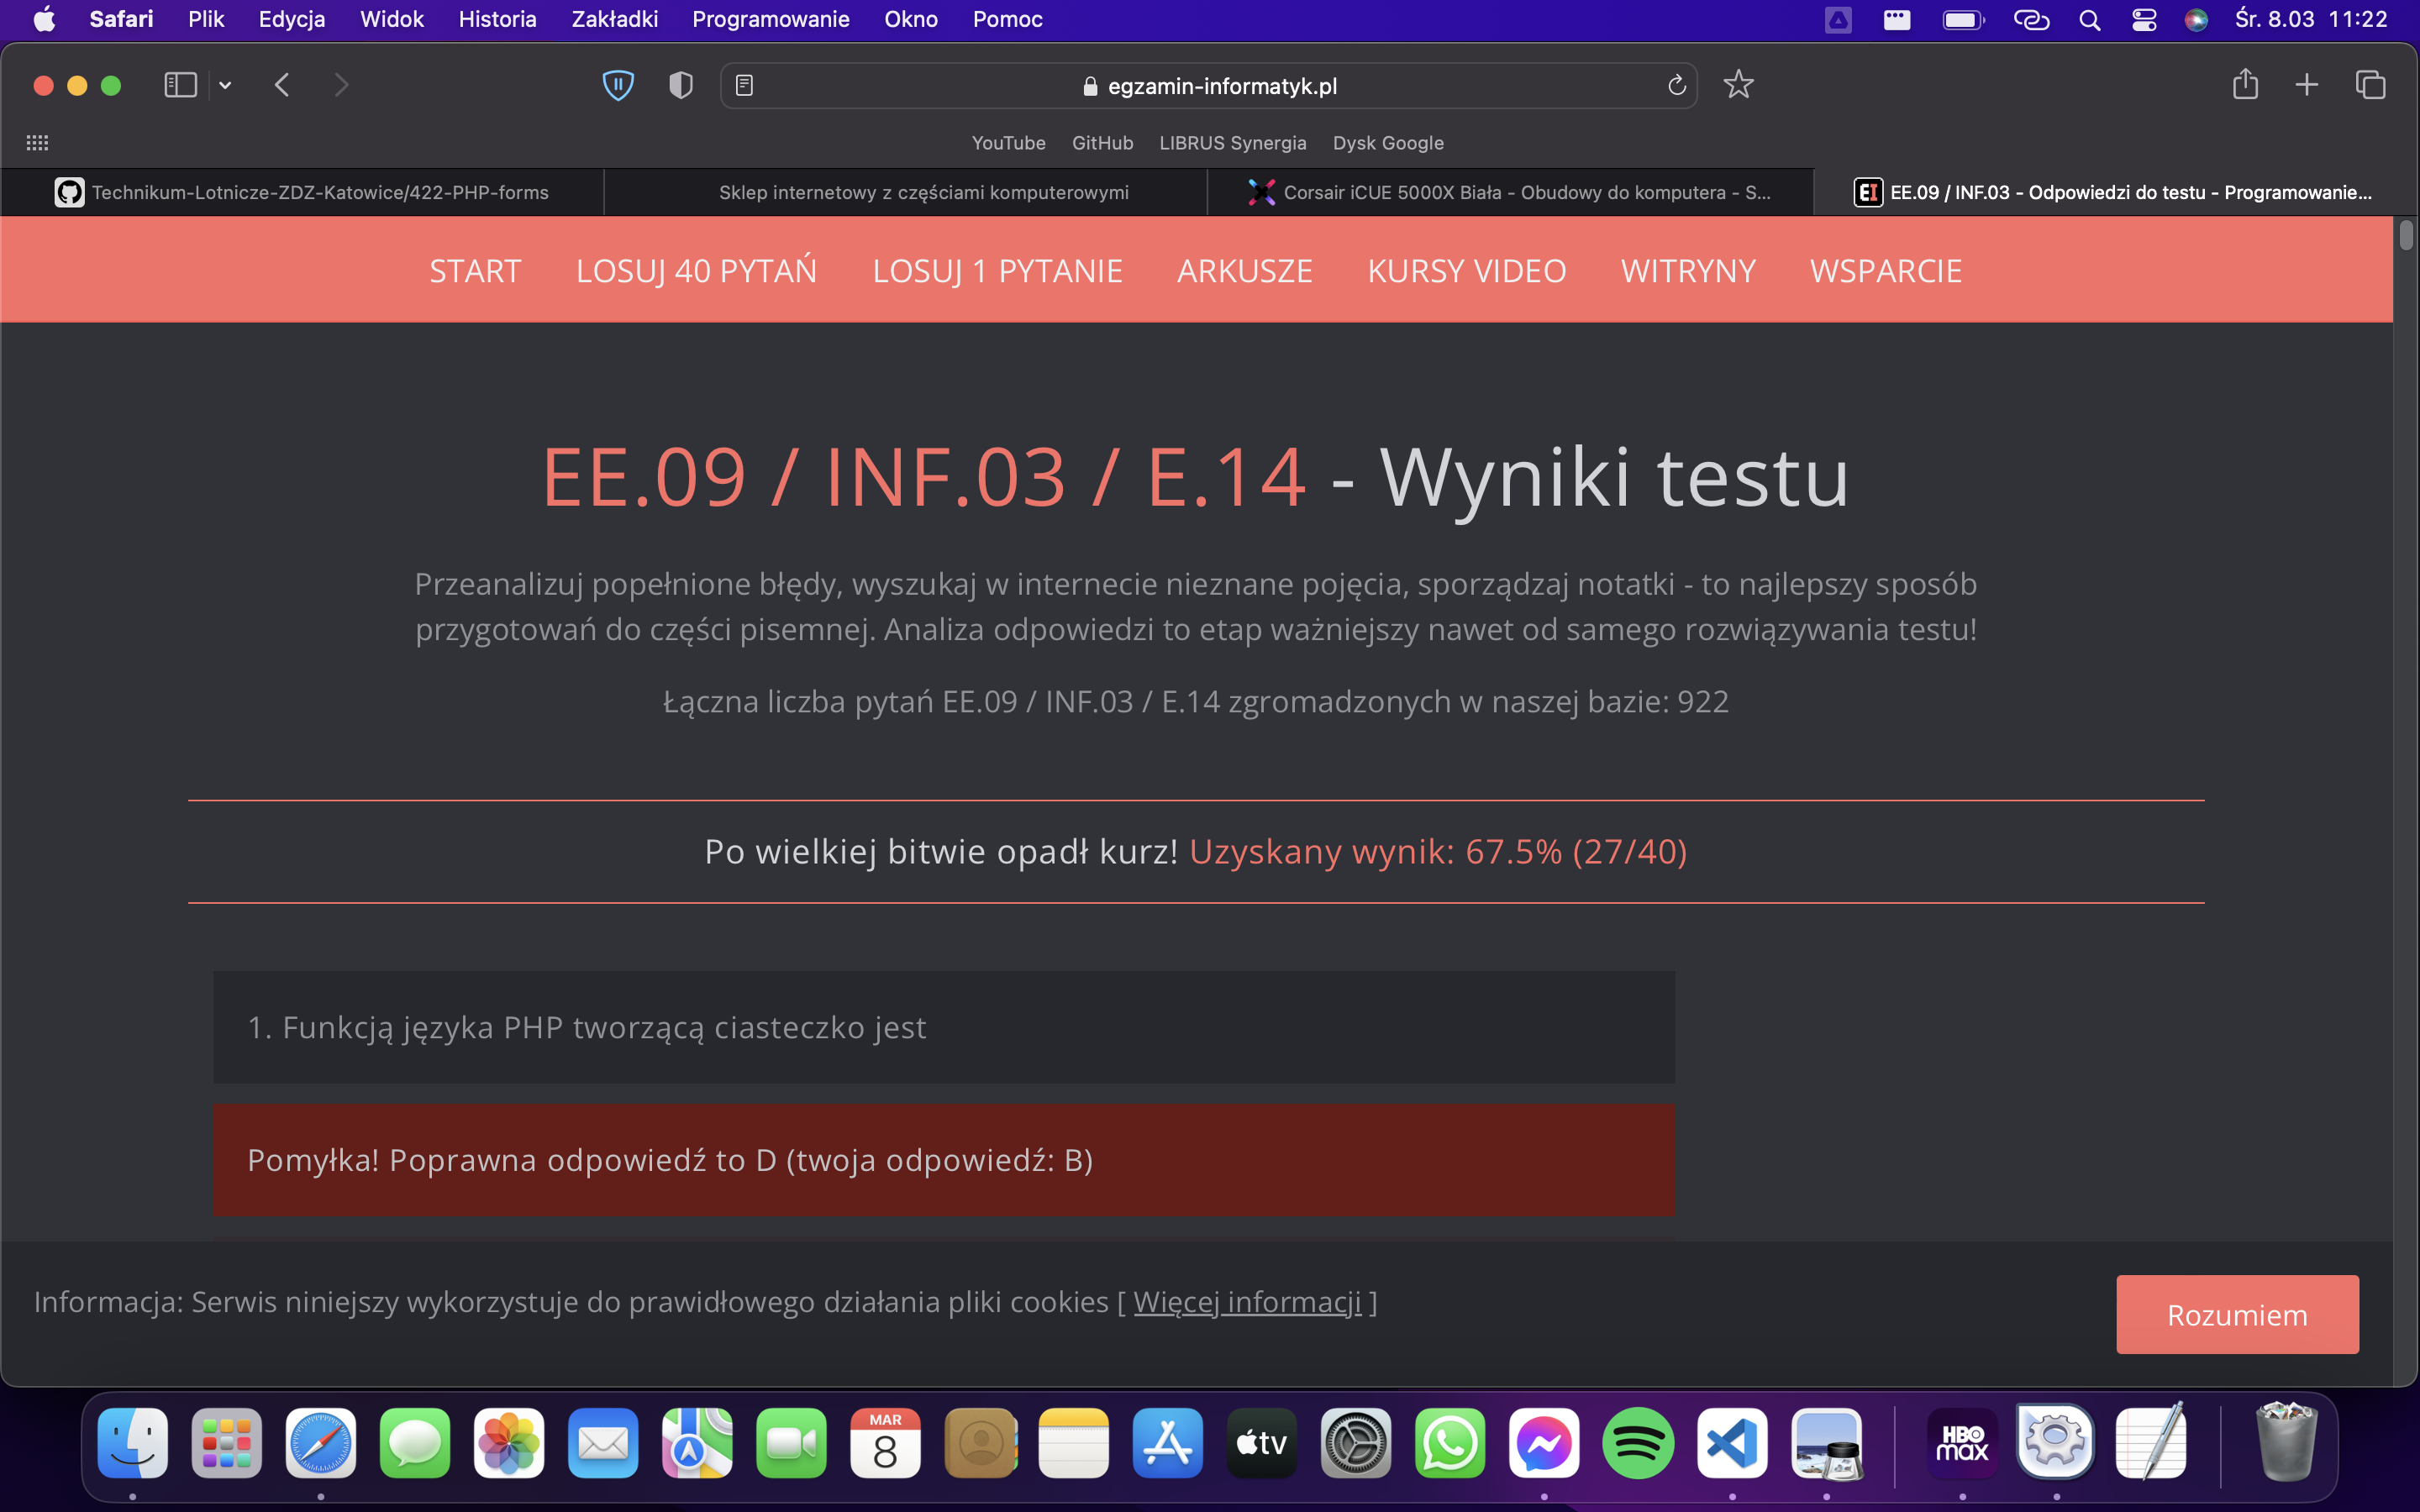 Safari Plik Edycja Widok Historia Zakładki Programowanie Okno Pomoc Śr. 8.03 11:22
egzamin-informatyk.pl
YouTube GitHub LIBRUS Synergia Dysk Google
Technikum-Lotnicze-ZDZ-Katowice/422-PHP-forms Sklep internetowy z częściami komputerowymi Corsair iCUE 5000X Biała - Obudowy do komputera - S... EI EE.09 / INF.03 - Odpowiedzi do testu - Programowanie...
START LOSUJ 40 PYTAŃ LOSUJ 1 PYTANIE ARKUSZE KURSY VIDEO WITRYNY WSPARCIE
EE.09 / INF.03 / E.14 - Wyniki testu
Przeanalizuj popełnione błędy, wyszukaj w internecie nieznane pojęcia, sporządzaj notatki - to najlepszy sposób
przygotowań do części pisemnej. Analiza odpowiedzi to etap ważniejszy nawet od samego rozwiązywania testu!
Łączna liczba pytań EE.09 / INF.03 / E.14 zgromadzonych w naszej bazie: 922
Po wielkiej bitwie opadł kurz! Uzyskany wynik: 67.5% (27/40)
1. Funkcją języka PHP tworzącą ciasteczko jest
Pomyłka! Poprawna odpowiedź to D (twoja odpowiedź: B)
Informacja: Serwis niniejszy wykorzystuje do prawidłowego działania pliki cookies [ Więcej informacji ]
Rozumiem
MAR
8
tv
HBO
max